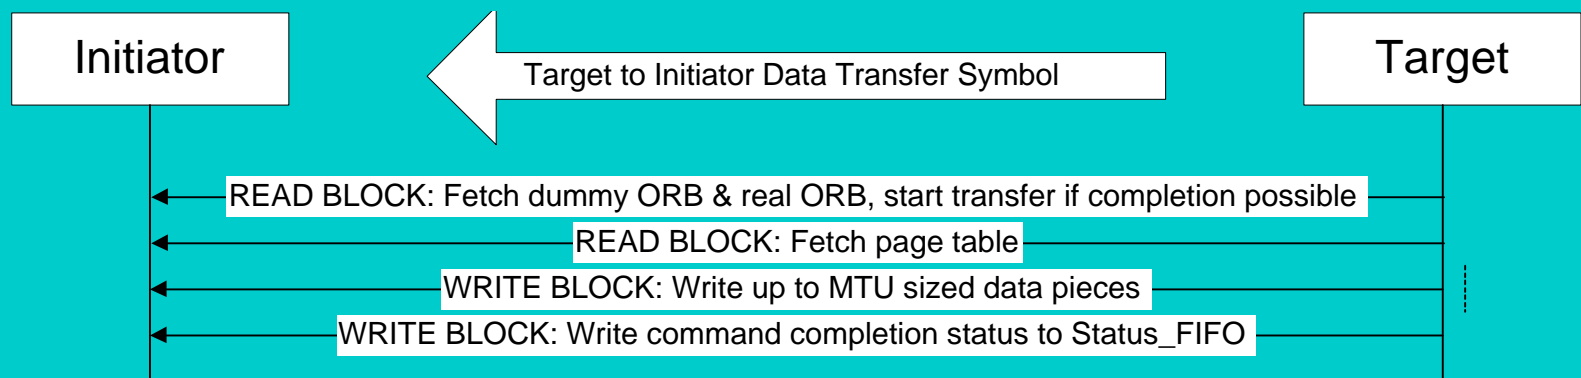 Initiator
Target to Initiator Data Transfer Symbol
Target
READ BLOCK: Fetch dummy ORB & real ORB, start transfer if completion possible
READ BLOCK: Fetch page table
WRITE BLOCK: Write up to MTU sized data pieces
WRITE BLOCK: Write command completion status to Status_FIFO